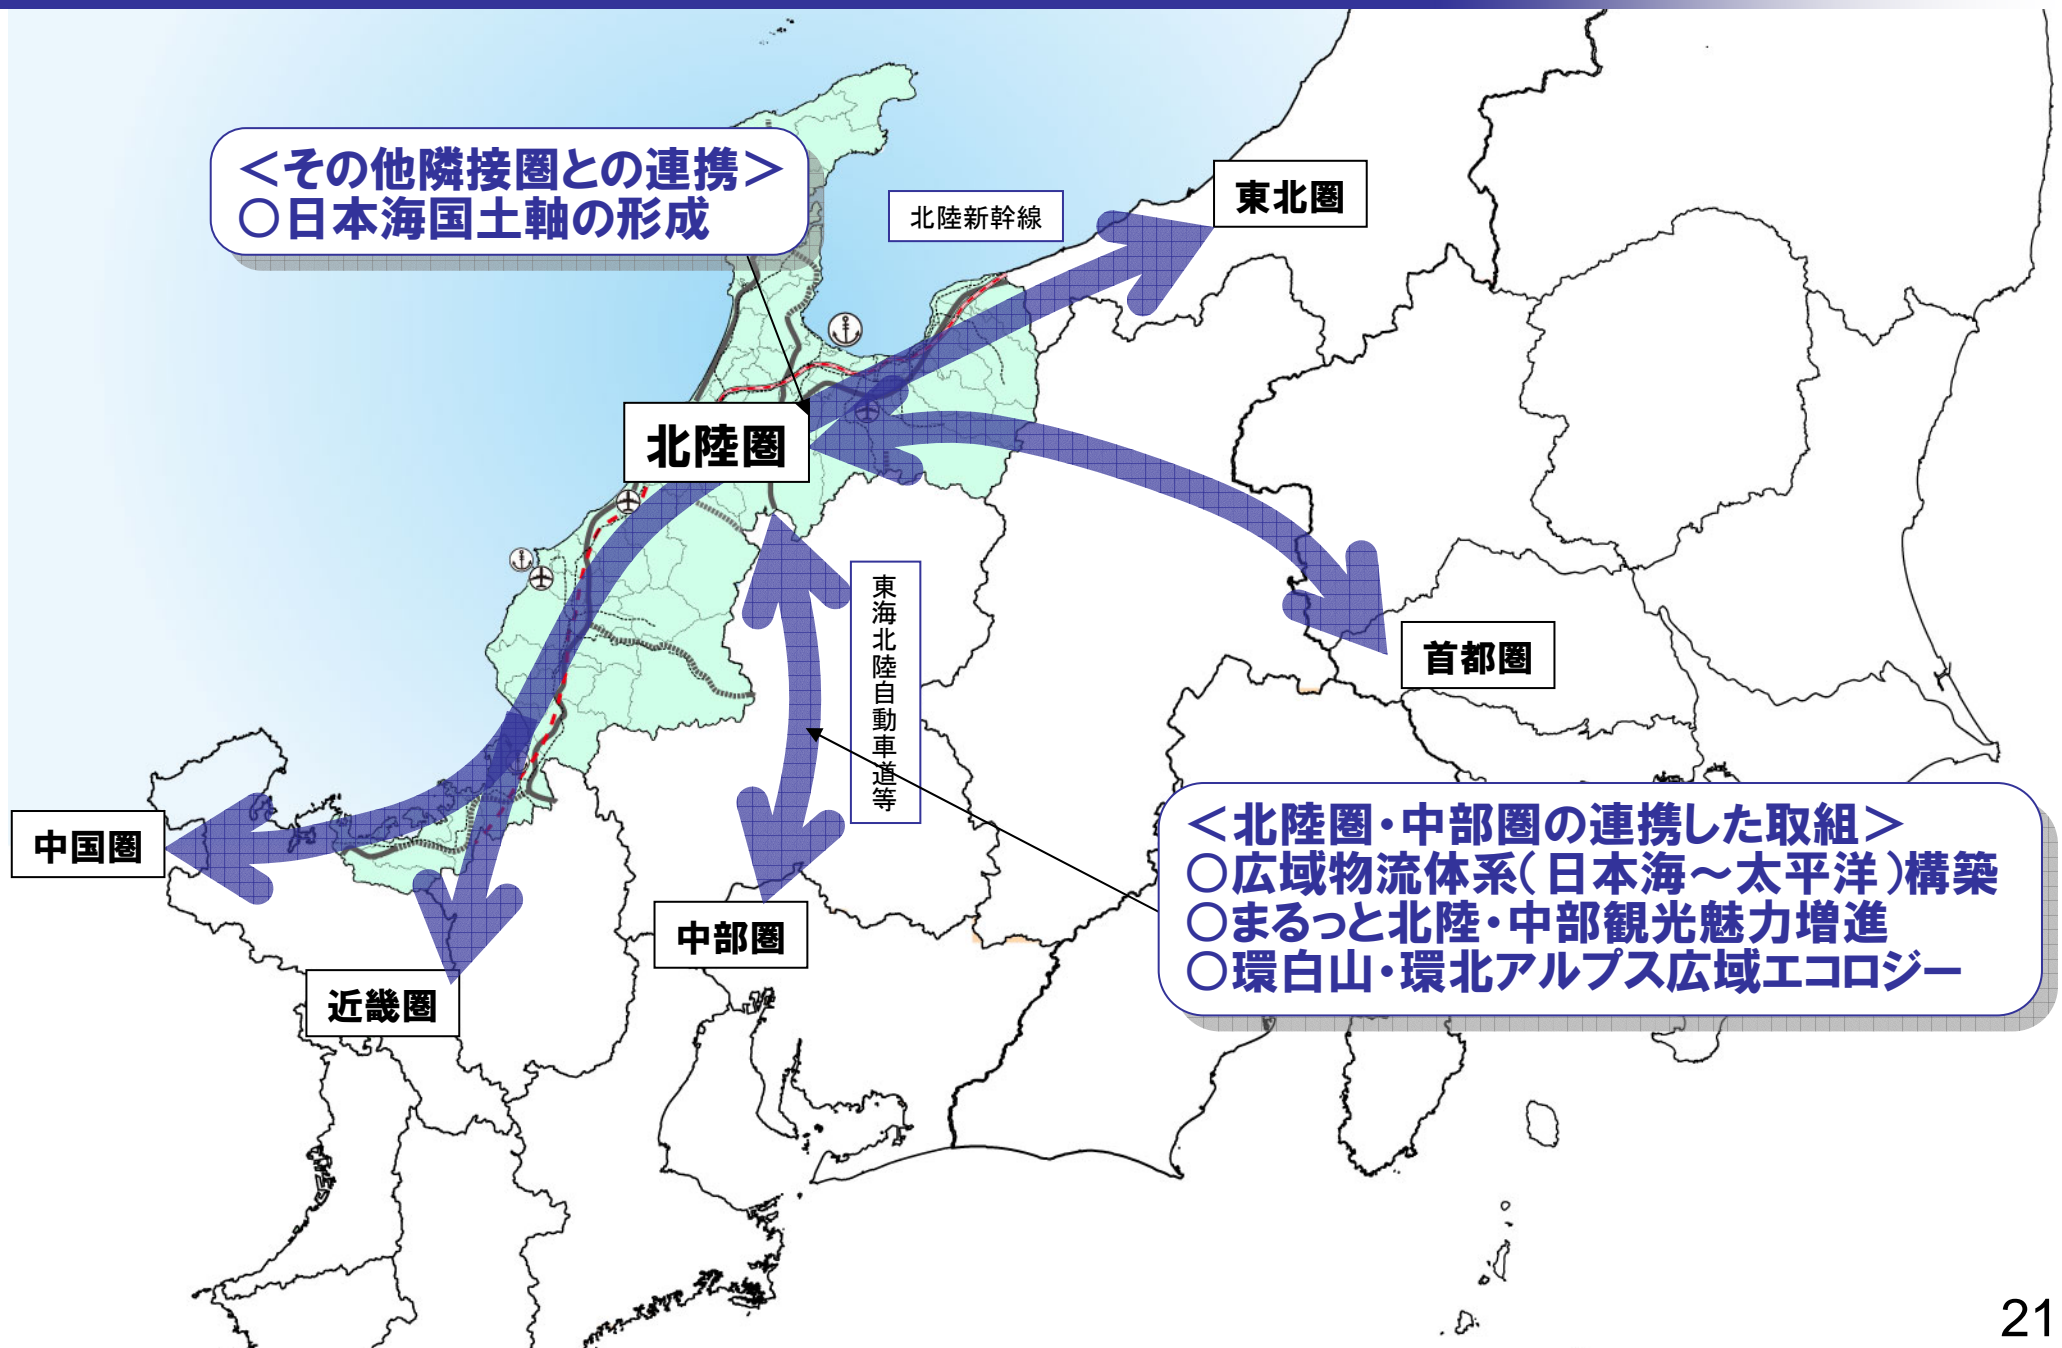 ＜その他隣接圏との連携＞
○日本海国土軸の形成
北陸新幹線
東北圏
北陸圏
東海北陸自動車道等
首都圏
中国圏
＜北陸圏・中部圏の連携した取組＞
○広域物流体系（日本海～太平洋）構築
○まるっと北陸・中部観光魅力増進
○環白山・環北アルプス広域エコロジー
中部圏
近畿圏
21